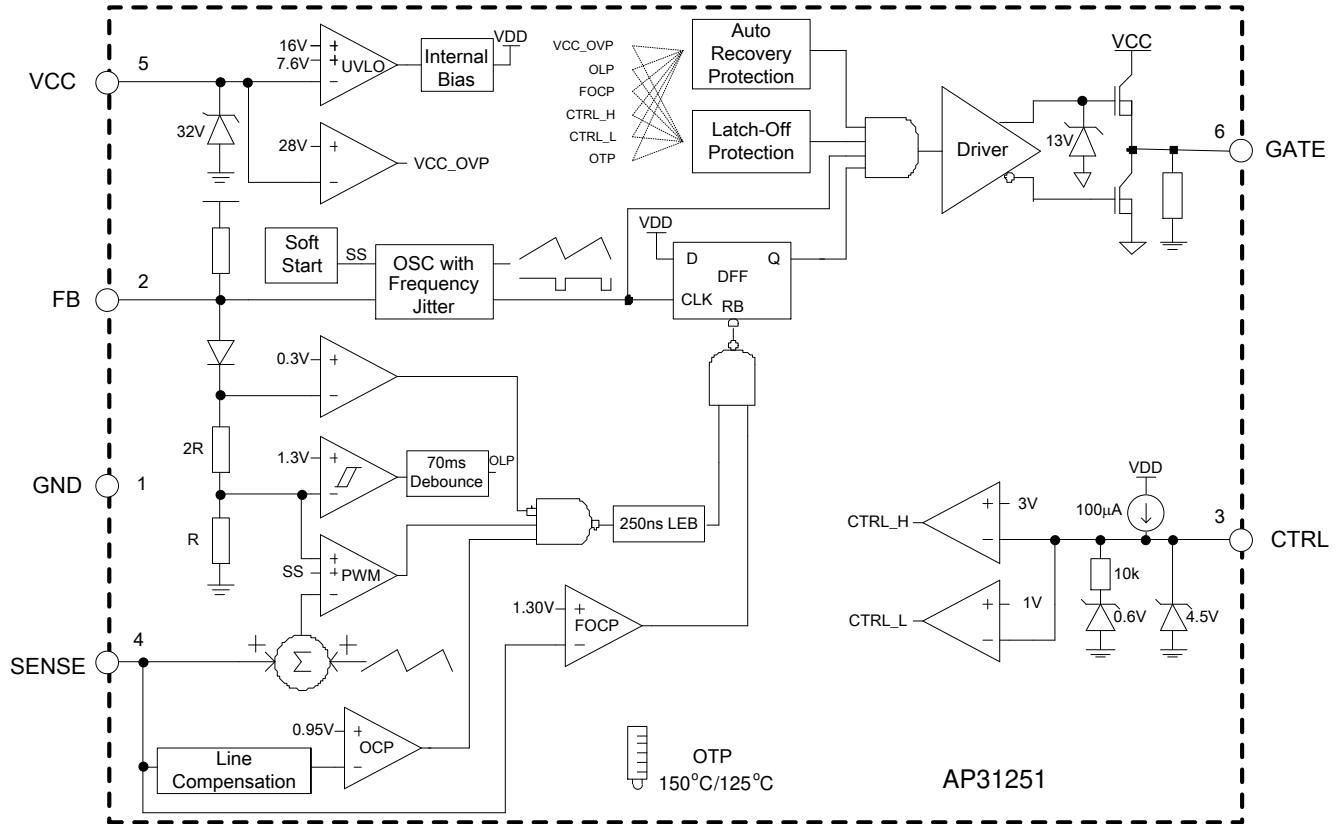 VCC
5
16V
7.6V
+
+
−
UVLO
Internal
Bias
VDD
32V
28V
+
−
VCC_OVP
VCC_OVP
OLP
FOCP
CTRL_H
CTRL_L
OTP
Auto
Recovery
Protection
Latch-Off
Protection
Driver
VCC
13V
6
GATE
Soft
Start
SS
OSC with
Frequency
Jitter
VDD
D
Q
DFF
CLK
RB
FB
2
0.3V
+
−
2R
1.3V
+
−
70ms
Debounce
OLP
GND
1
R
SS
+
+
−
PWM
250ns LEB
SENSE
4
+
Σ
+
1.30V
+
−
FOCP
0.95V
+
−
OCP
Line
Compensation
CTRL_H
+
−
3V
CTRL_L
+
−
1V
VDD
100µA
10k
0.6V
4.5V
3
CTRL
OTP
150°C/125°C
AP31251